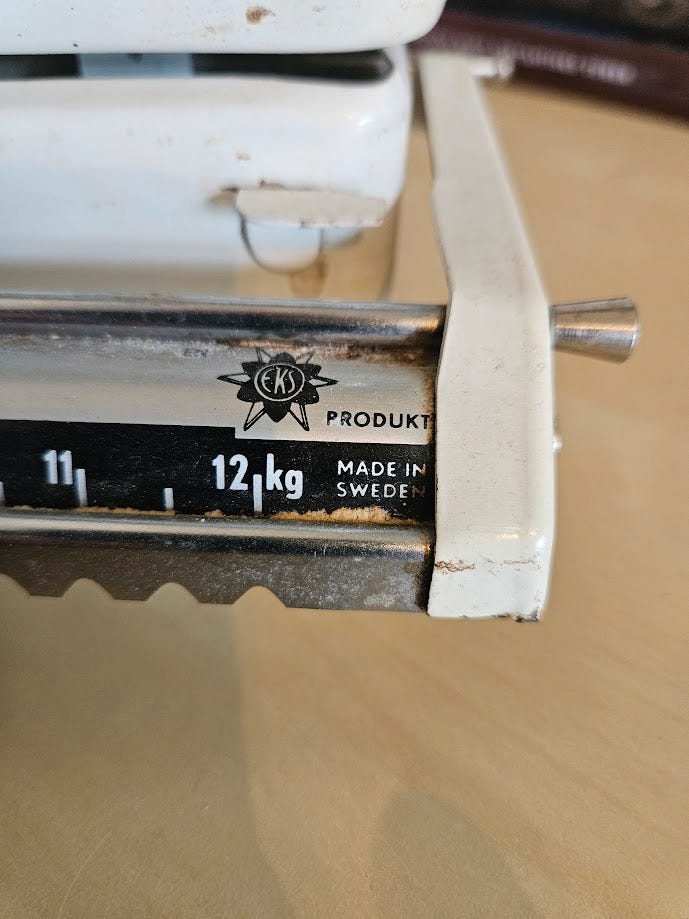 EKS
PRODUKT
11 12 kg
MADE IN
SWEDEN